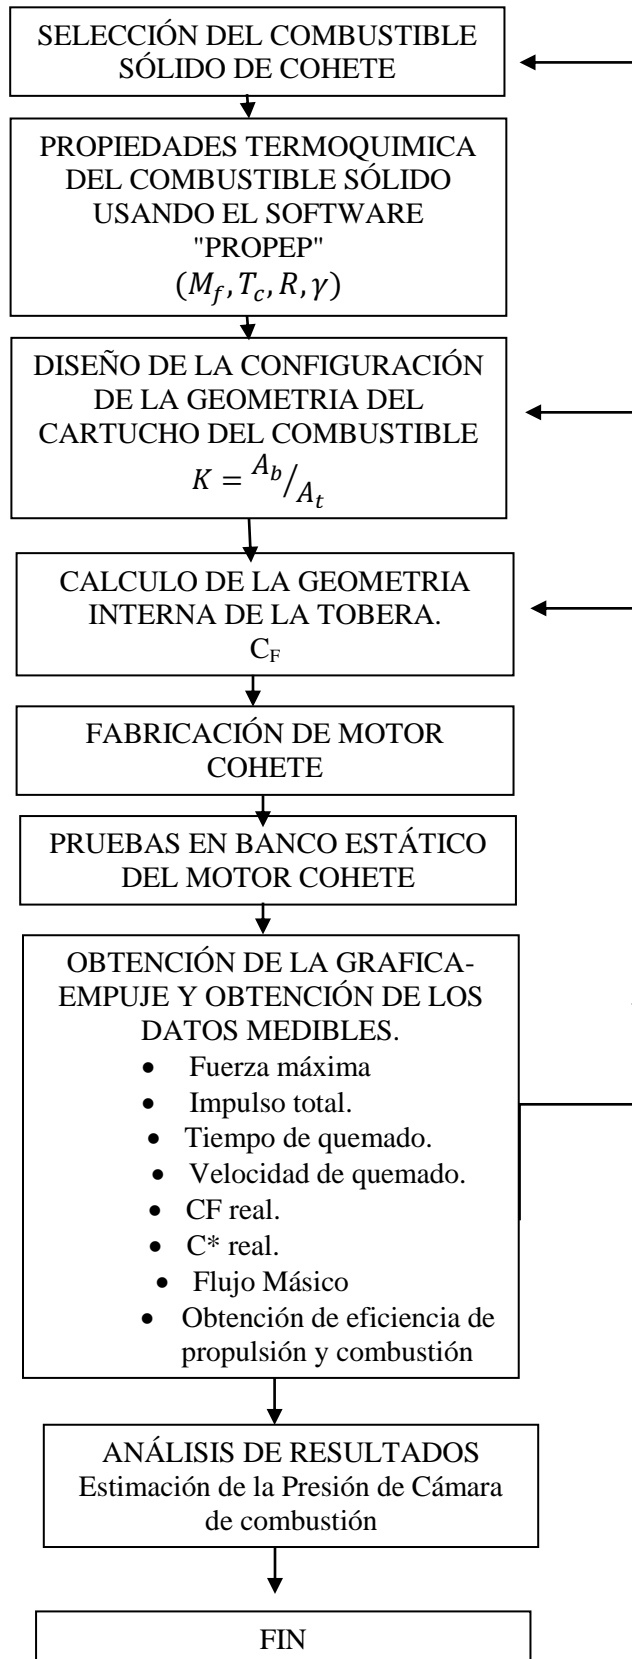 SELECCIÓN DEL COMBUSTIBLE
SÓLIDO DE COHETE
PROPIEDADES TERMOQUIMICA
DEL COMBUSTIBLE SÓLIDO
USANDO EL SOFTWARE
"PROPEP"
(M_f, T_c, R, γ)
DISEÑO DE LA CONFIGURACIÓN
DE LA GEOMETRIA DEL
CARTUCHO DEL COMBUSTIBLE
K = A_b/A_t
CALCULO DE LA GEOMETRIA
INTERNA DE LA TOBERA.
C_F
FABRICACIÓN DE MOTOR
COHETE
PRUEBAS EN BANCO ESTÁTICO
DEL MOTOR COHETE
OBTENCIÓN DE LA GRAFICA-
EMPUJE Y OBTENCIÓN DE LOS
DATOS MEDIBLES.
• Fuerza máxima
• Impulso total.
• Tiempo de quemado.
• Velocidad de quemado.
• CF real.
• C* real.
• Flujo Másico
• Obtención de eficiencia de
propulsión y combustión
ANÁLISIS DE RESULTADOS
Estimación de la Presión de Cámara
de combustión
FIN